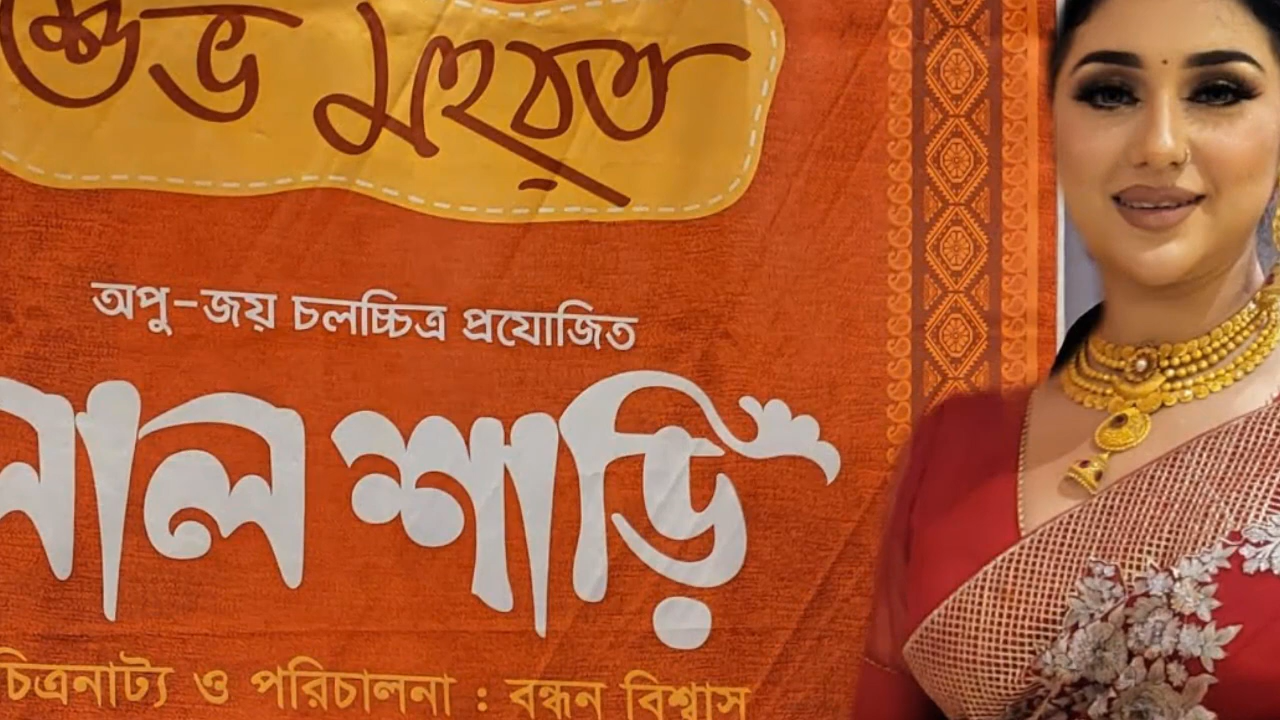 শুভ মহরত
অপু-জয় চলচ্চিত্র প্রযোজিত
লাল শাড়ি
চিত্রনাট্য ও পরিচালনা : বন্ধন বিশ্বাস